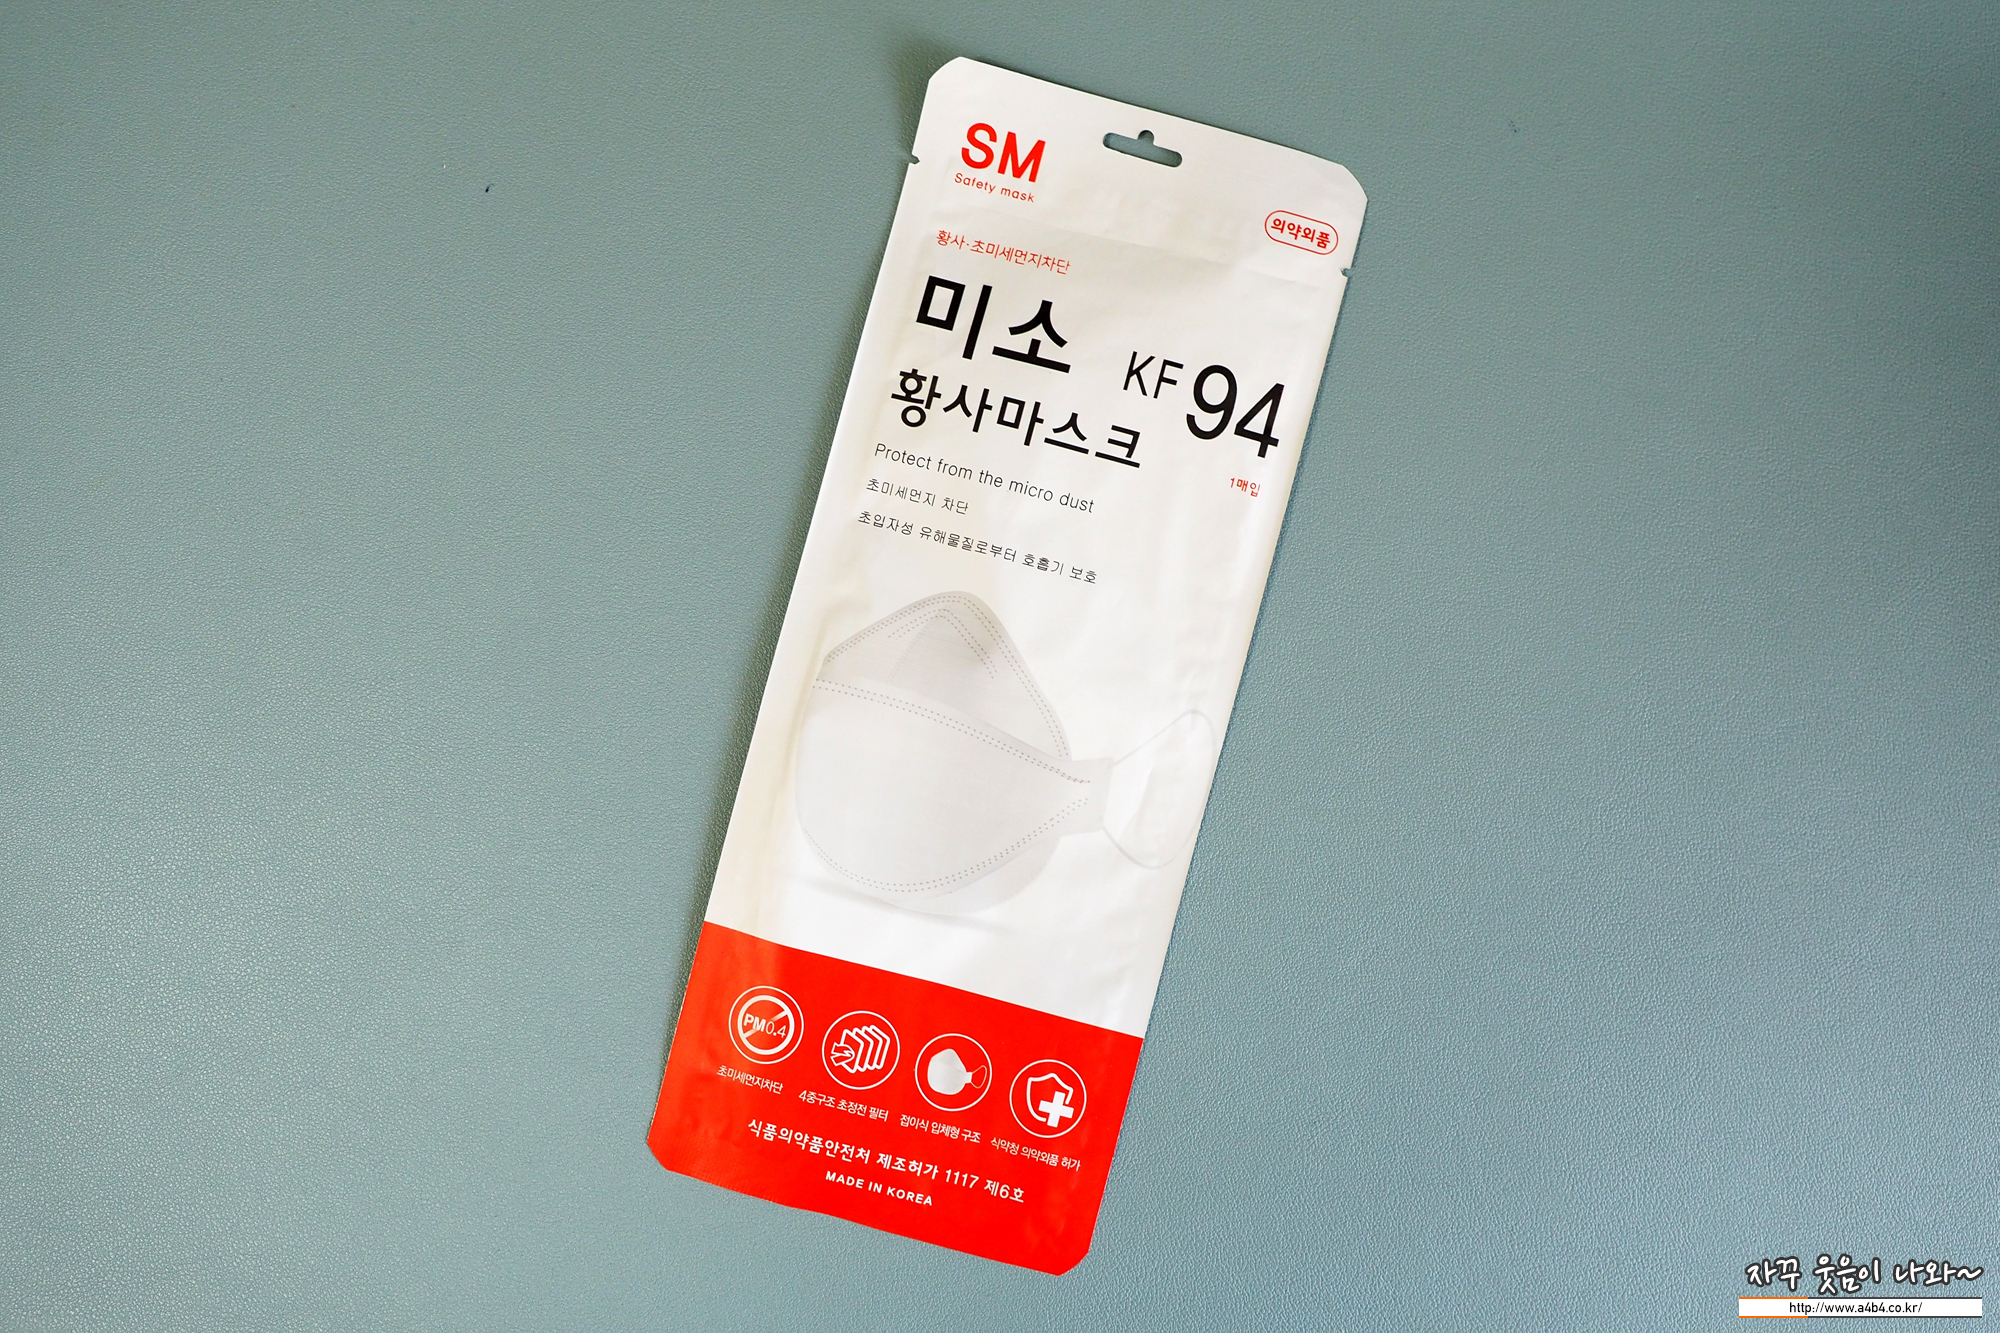 SM
Safety mask
의약외품
황사·초미세먼지차단
미소
황사마스크
KF94
1매입
Protect from the micro dust
초미세먼지 차단
초입자성 유해물질로부터 호흡기 보호
PM0.4
초미세먼지차단
4중구조 초정전 필터
접이식 입체형 구조
식약청 의약외품 허가
식품의약품안전처 제조허가 1117 제6호
MADE IN KOREA
자꾸 웃음이 나와~
http://www.a4b4.co.kr/